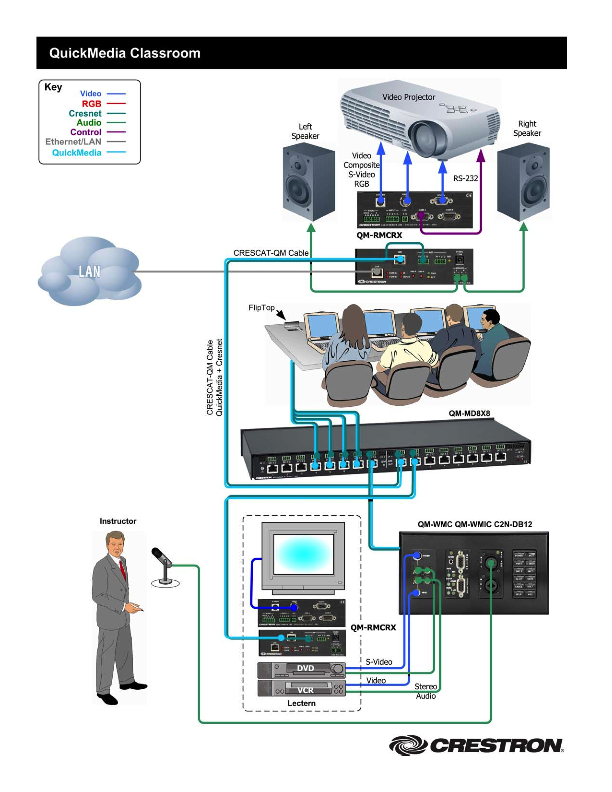 QuickMedia Classroom
Key
Video
RGB
Cresnet
Audio
Control
Ethernet/LAN
QuickMedia
Video Projector
Left
Speaker
Right
Speaker
Video
Composite
S-Video
RGB
RS-232
QM-RMCRX
CRESCAT-QM Cable
LAN
CRESTRON
FlipTop
CRESCAT-QM Cable
QuickMedia + Cresnet
QM-MD8X8
Instructor
QM-WMC QM-WMIC C2N-DB12
QM-RMCRX
DVD
S-Video
VCR
Video
Stereo
Audio
Lectern
CRESTRON